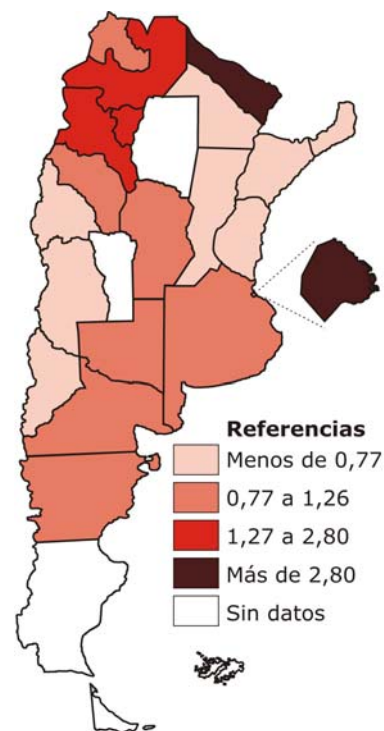 Referencias
Menos de 0,77
0,77 a 1,26
1,27 a 2,80
Más de 2,80
Sin datos